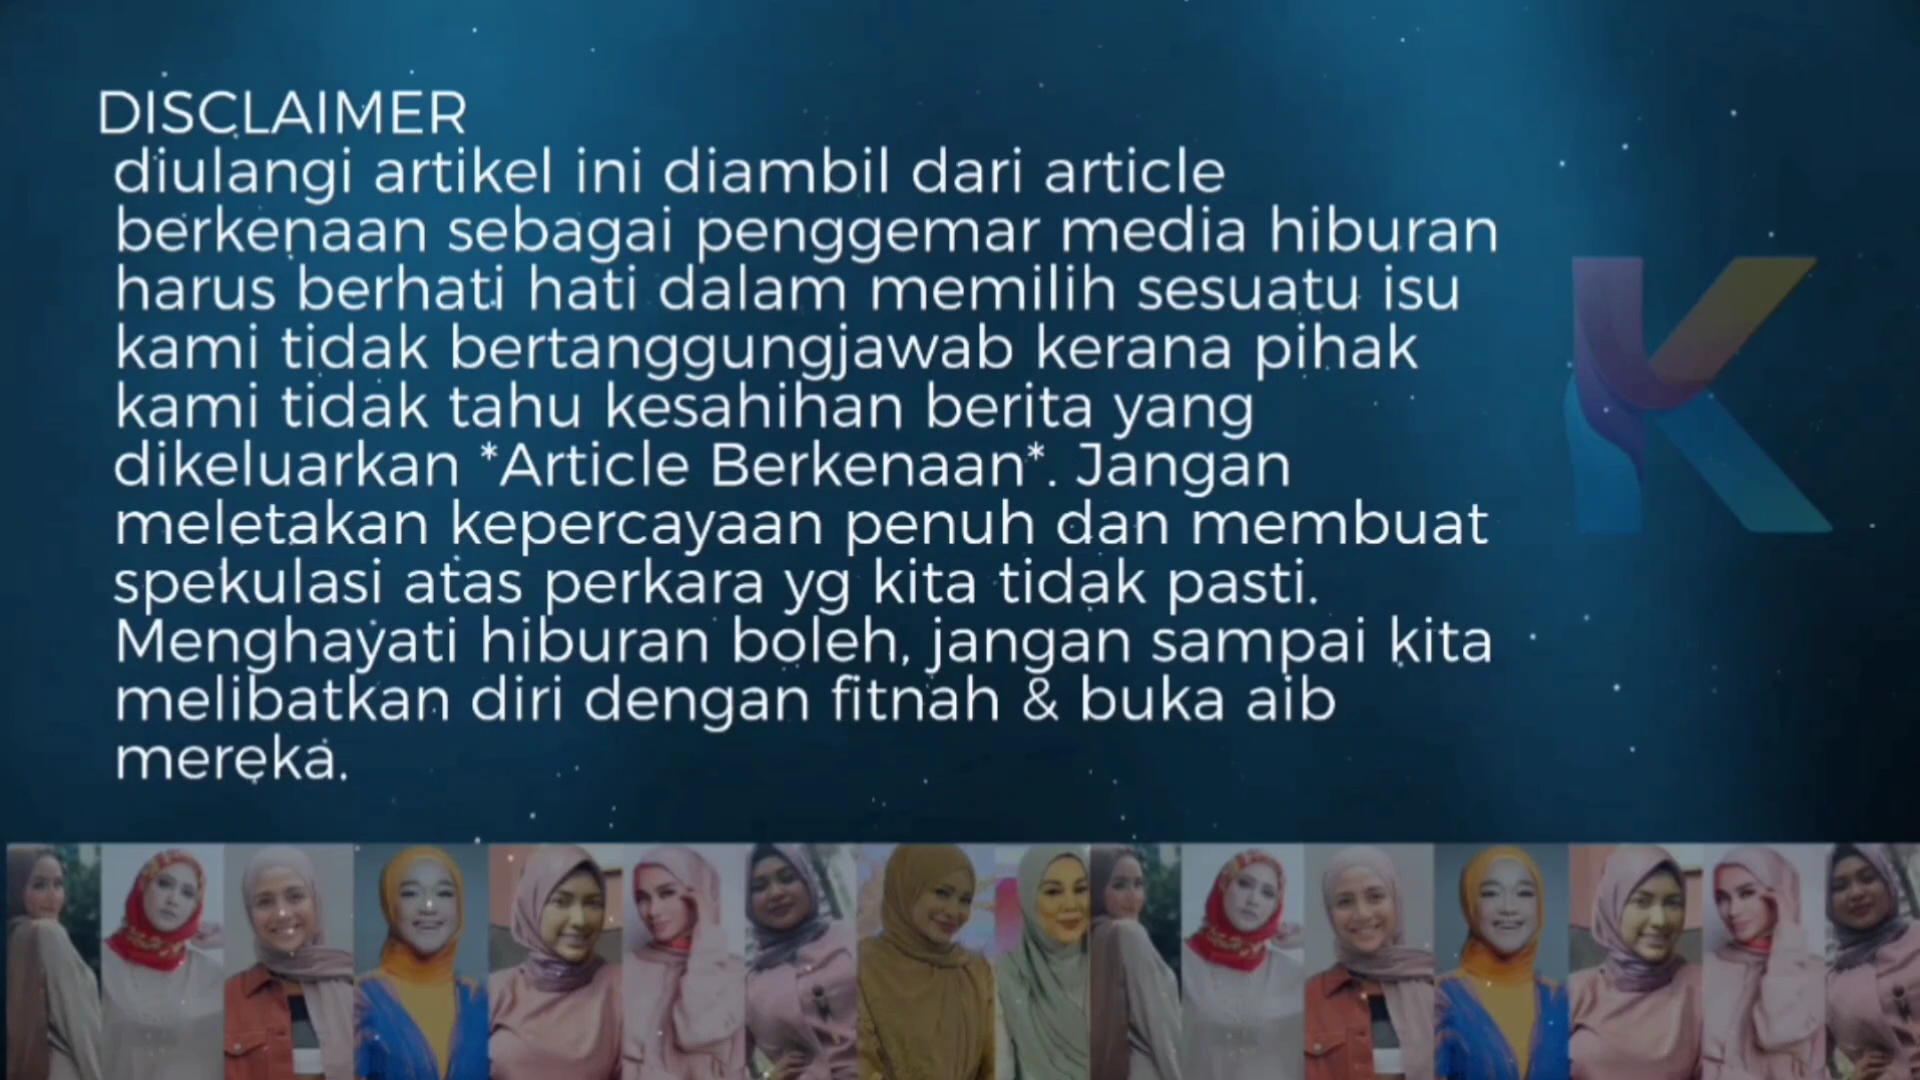 DISCLAIMER
diulangi artikel ini diambil dari article
berkenaan sebagai penggemar media hiburan
harus berhati hati dalam memilih sesuatu isu
kami tidak bertanggungjawab kerana pihak
kami tidak tahu kesahihan berita yang
dikeluarkan *Article Berkenaan*. Jangan
meletakan kepercayaan penuh dan membuat
spekulasi atas perkara yg kita tidak pasti.
Menghayati hiburan boleh, jangan sampai kita
melibatkan diri dengan fitnah & buka aib
mereka.
K